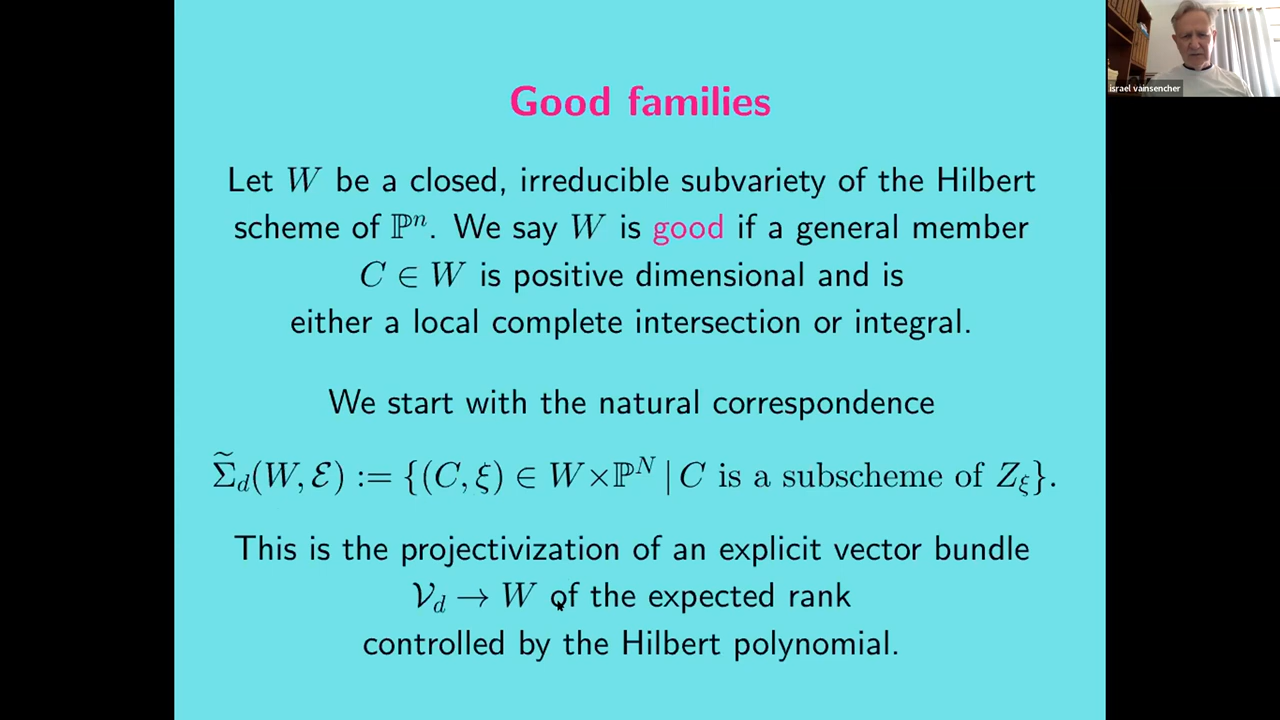 Good families
Let W be a closed, irreducible subvariety of the Hilbert
scheme of ℙⁿ. We say W is good if a general member
C ∈ W is positive dimensional and is
either a local complete intersection or integral.
We start with the natural correspondence
Σ̃_d(W, ℰ) := {(C, ξ) ∈ W×ℙᴺ | C is a subscheme of Z_ξ}.
This is the projectivization of an explicit vector bundle
𝒱_d → W of the expected rank
controlled by the Hilbert polynomial.
israel vainsencher